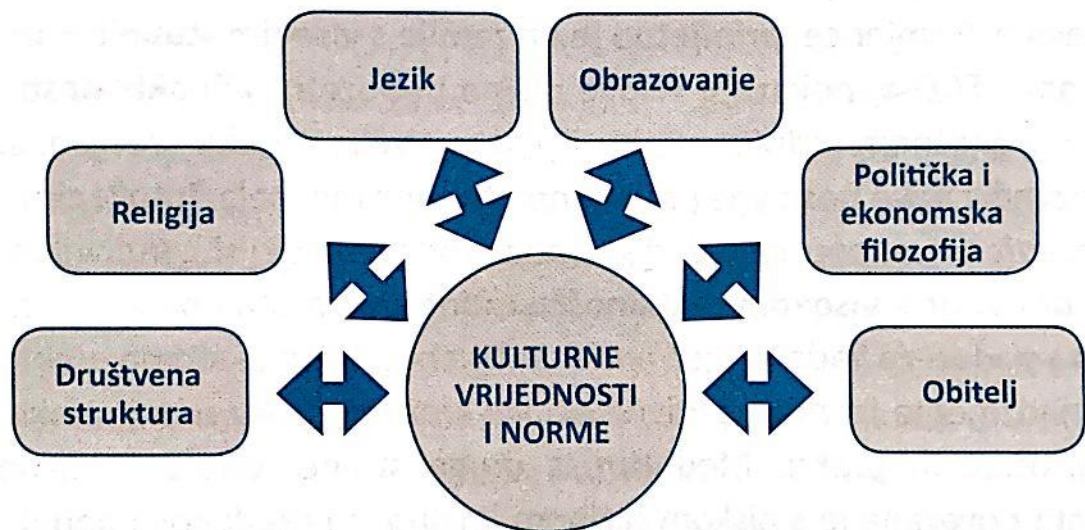 Jezik
Obrazovanje
Religija
Politička i
ekonomska
filozofija
Društvena
struktura
KULTURNE
VRIJEDNOSTI
I NORME
Obitelj